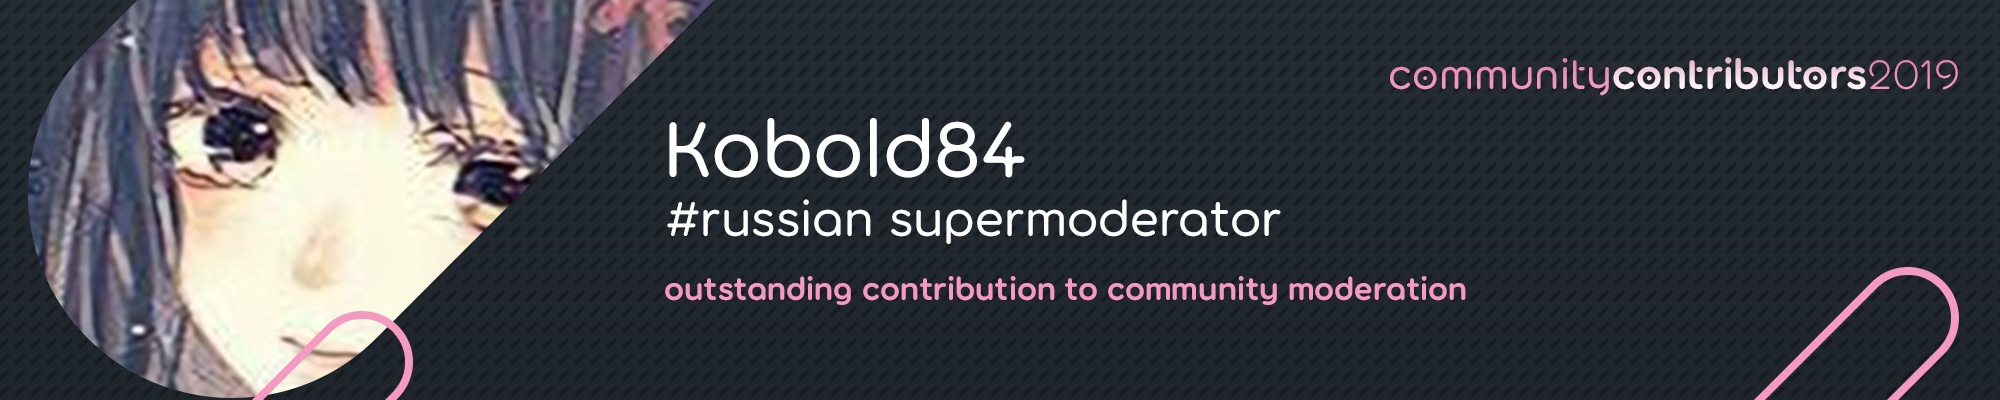 communitycontributors2019
Kobold84
#russian supermoderator
outstanding contribution to community moderation